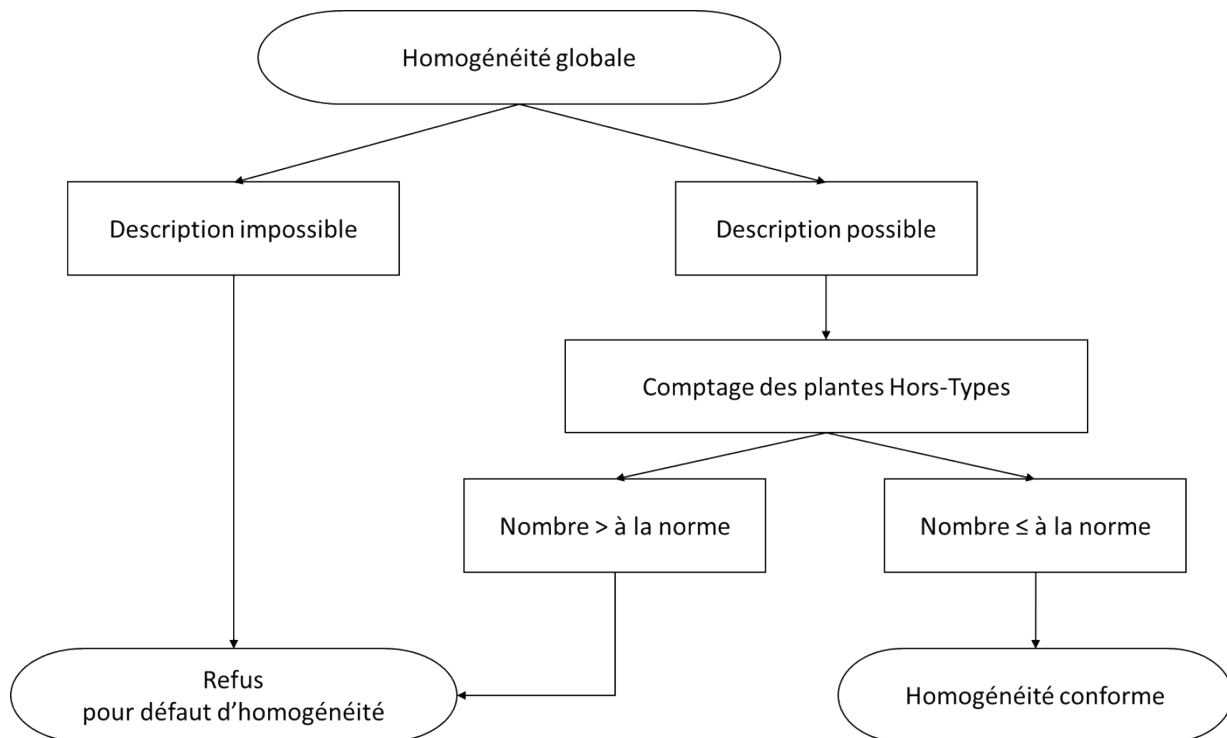 Homogénéité globale
Description impossible
Description possible
Comptage des plantes Hors-Types
Nombre > à la norme
Nombre ≤ à la norme
Refus
pour défaut d’homogénéité
Homogénéité conforme